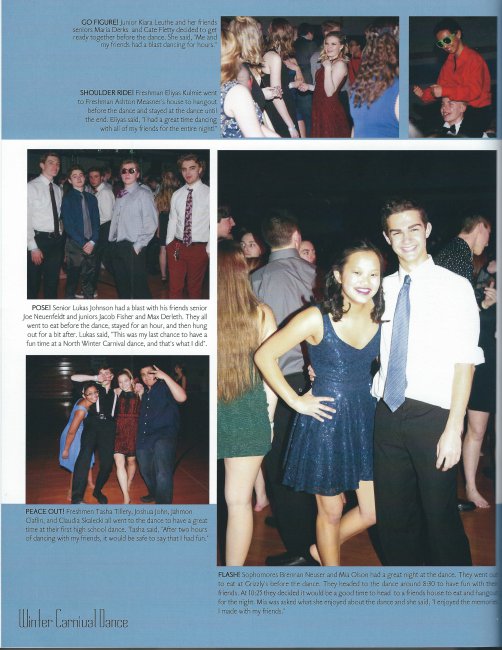 GO FIGURE! Junior Kiara Leuthe and her friends
seniors Maria Derks and Cate Fletty decided to get
ready together before the dance. She said, "Me and
my friends had a blast dancing for hours."
SHOULDER RIDE! Freshman Eliyas Kulmie went
to Freshman Ashton Measner's house to hangout
before the dance and stayed at the dance until
the end. Eliyas said, "I had a great time dancing
with all of my friends for the entire night."
POSE! Senior Lukas Johnson had a blast with his friends senior
Joe Neuenfeldt and juniors Jacob Fisher and Max Derleth. They all
went to eat before the dance, stayed for an hour, and then hung
out for a bit after. Lukas said, "This was my last chance to have a
fun time at a North Winter Carnival dance, and that's what I did".
PEACE OUT! Freshmen Tasha Tillery, Joshua John, Jahmon
Gatlin, and Claudia Skalecki all went to the dance to have a great
time at their first high school dance. Tasha said, "After two hours
of dancing with my friends, it would be safe to say that I had fun."
FLASH! Sophomores Brennan Neuser and Mia Olson had a great night at the dance. They went out
to eat at Grizzly's before the dance. They headed to the dance around 8:30 to have fun with their
friends. At 10:25 they decided it would be a good time to head to a friends house to eat and hangout
for the night. Mia was asked what she enjoyed about the dance and she said, "I enjoyed the memories
I made with my friends."
Winter Carnival Dance